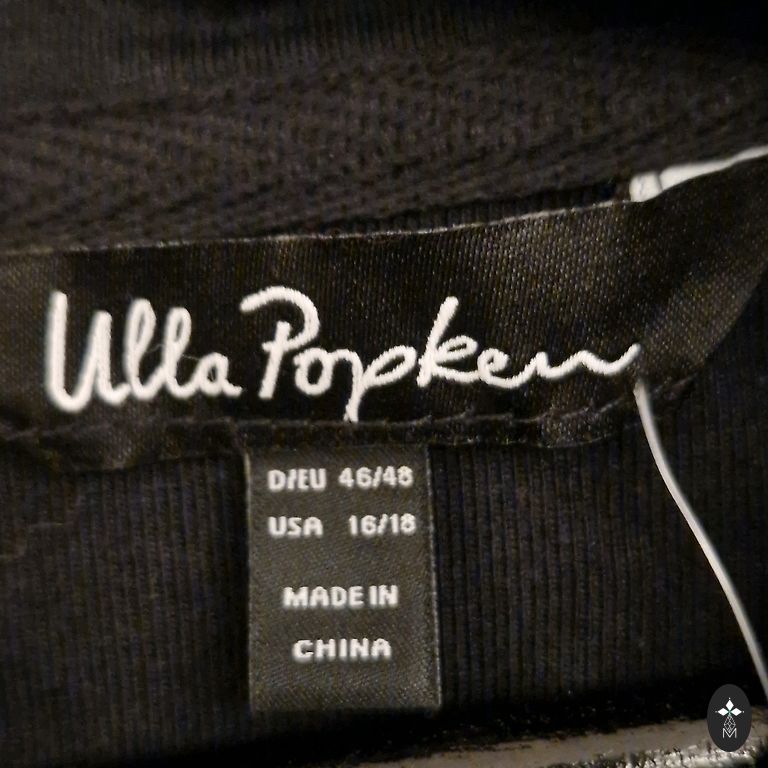 Ulla Popken
D/EU 46/48
USA 16/18
MADE IN
CHINA
M